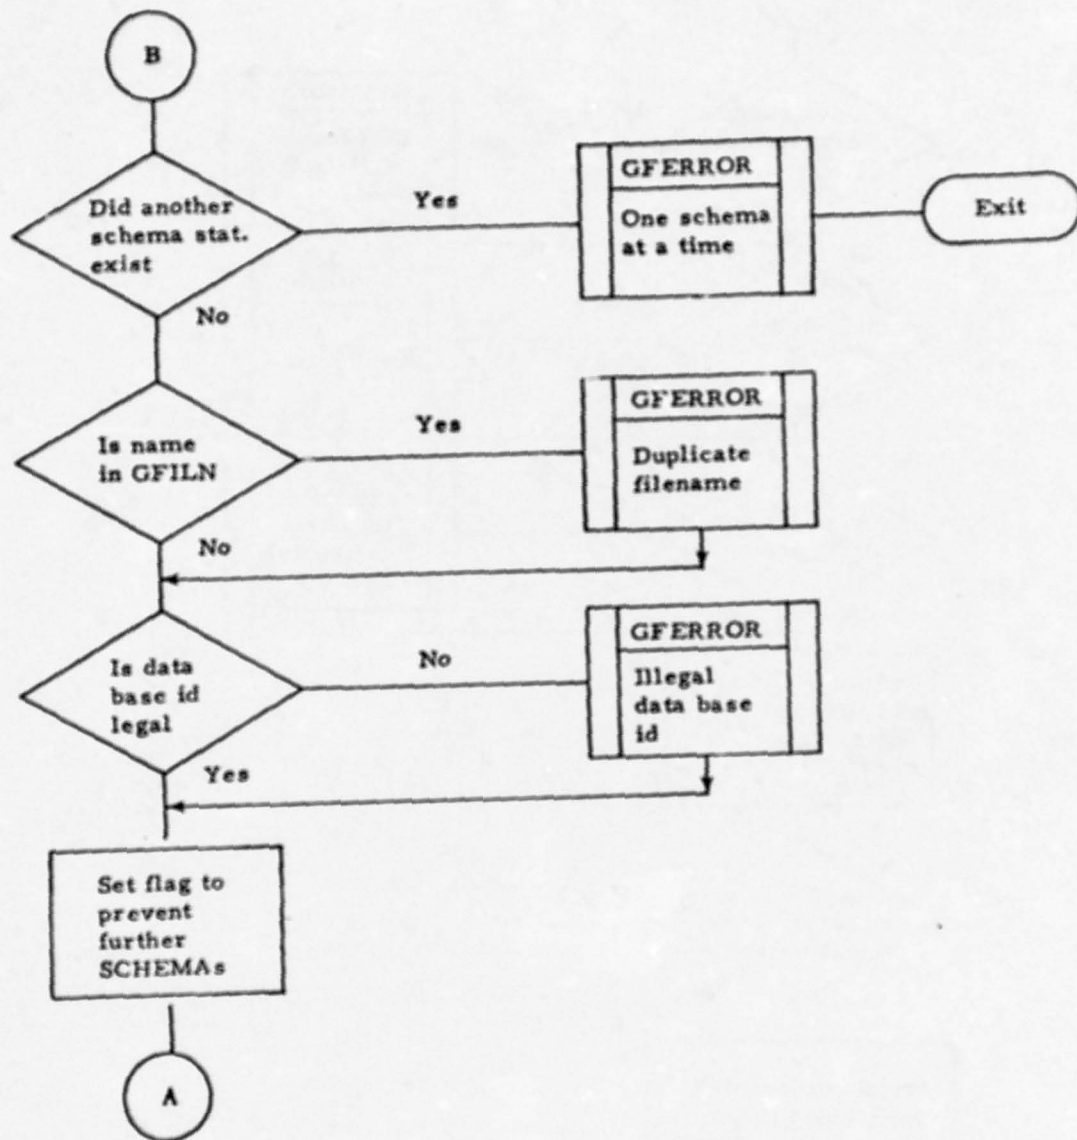 B
Did another
schema stat.
exist
Yes
GFERROR
One schema
at a time
Exit
No
Is name
in GFILN
Yes
GFERROR
Duplicate
filename
No
Is data
base id
legal
No
GFERROR
Illegal
data base
id
Yes
Set flag to
prevent
further
SCHEMAs
A